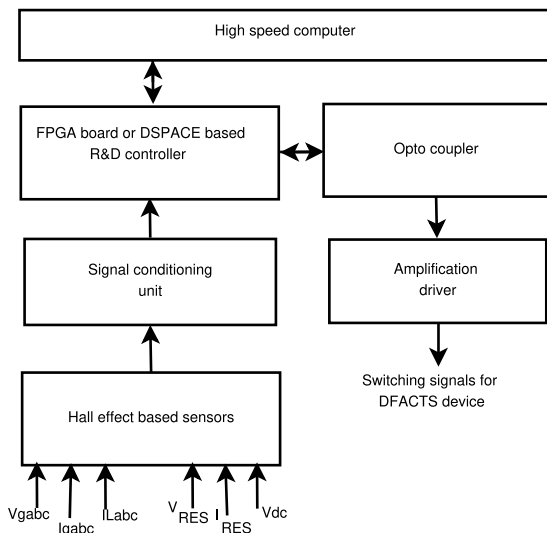 High speed computer
FPGA board or DSPACE based
R&D controller
Opto coupler
Signal conditioning
unit
Amplification
driver
Switching signals for
DFACTS device
Hall effect based sensors
Vgabc
Igabc
ILabc
V RES
I RES
Vdc